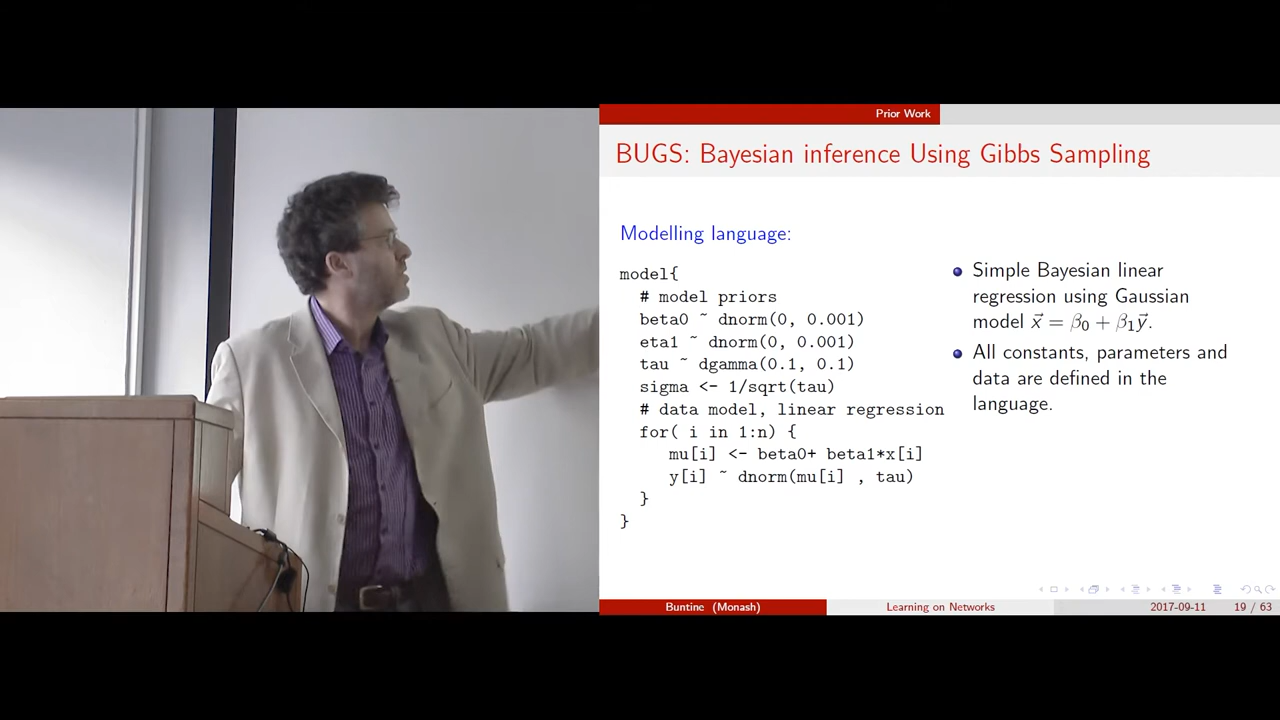 Prior Work
BUGS: Bayesian inference Using Gibbs Sampling
Modelling language:
model{
# model priors
beta0 ~ dnorm(0, 0.001)
eta1 ~ dnorm(0, 0.001)
tau ~ dgamma(0.1, 0.1)
sigma <- 1/sqrt(tau)
# data model, linear regression
for( i in 1:n) {
mu[i] <- beta0+ beta1*x[i]
y[i] ~ dnorm(mu[i] , tau)
}
}
• Simple Bayesian linear
regression using Gaussian
model x⃗ = β₀ + β₁y⃗.
• All constants, parameters and
data are defined in the
language.
Buntine (Monash) Learning on Networks 2017-09-11 19 / 63